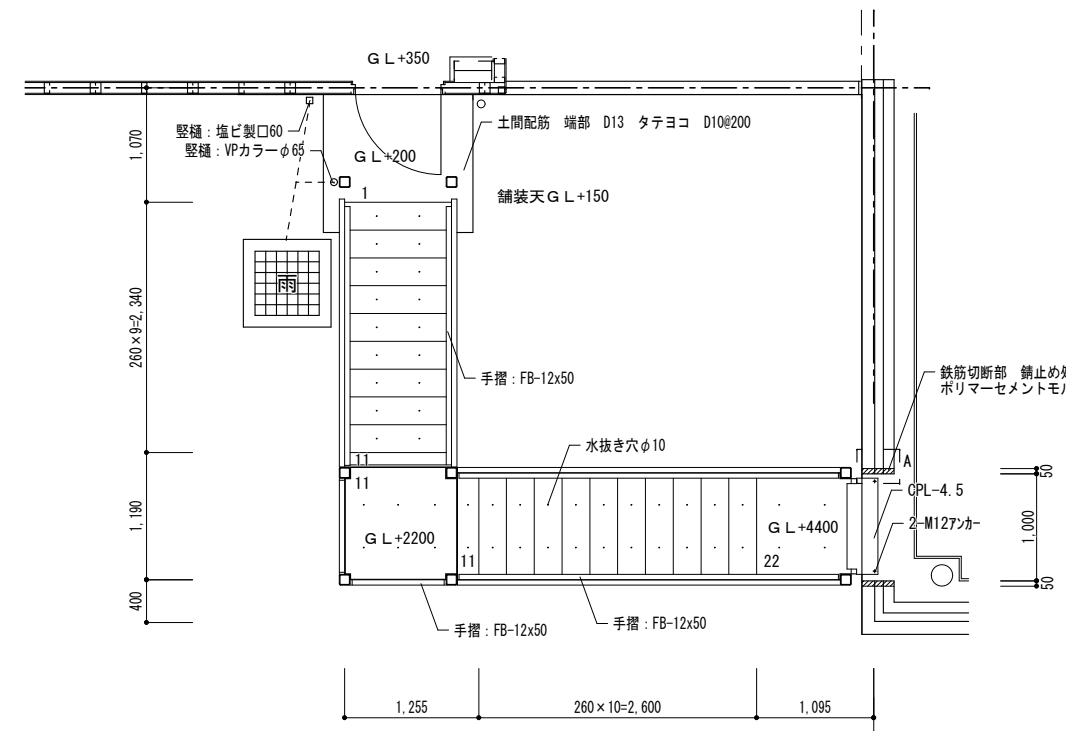 ＧＬ+350
土間配筋　端部　D13　タテヨコ　D10@200
竪樋：塩ビ製口60
竪樋：VPカラーφ65
ＧＬ+200
1
舗装天ＧＬ+150
1,070
雨
260×9=2,340
手摺：FB-12x50
鉄筋切断部　錆止め処
ポリマーセメントモル
水抜き穴φ10
11
11
A
50
CPL-4.5
1,190
ＧＬ+2200
ＧＬ+4400
2-M12アンカー
1,000
11
22
50
400
手摺：FB-12x50
手摺：FB-12x50
1,255
260×10=2,600
1,095